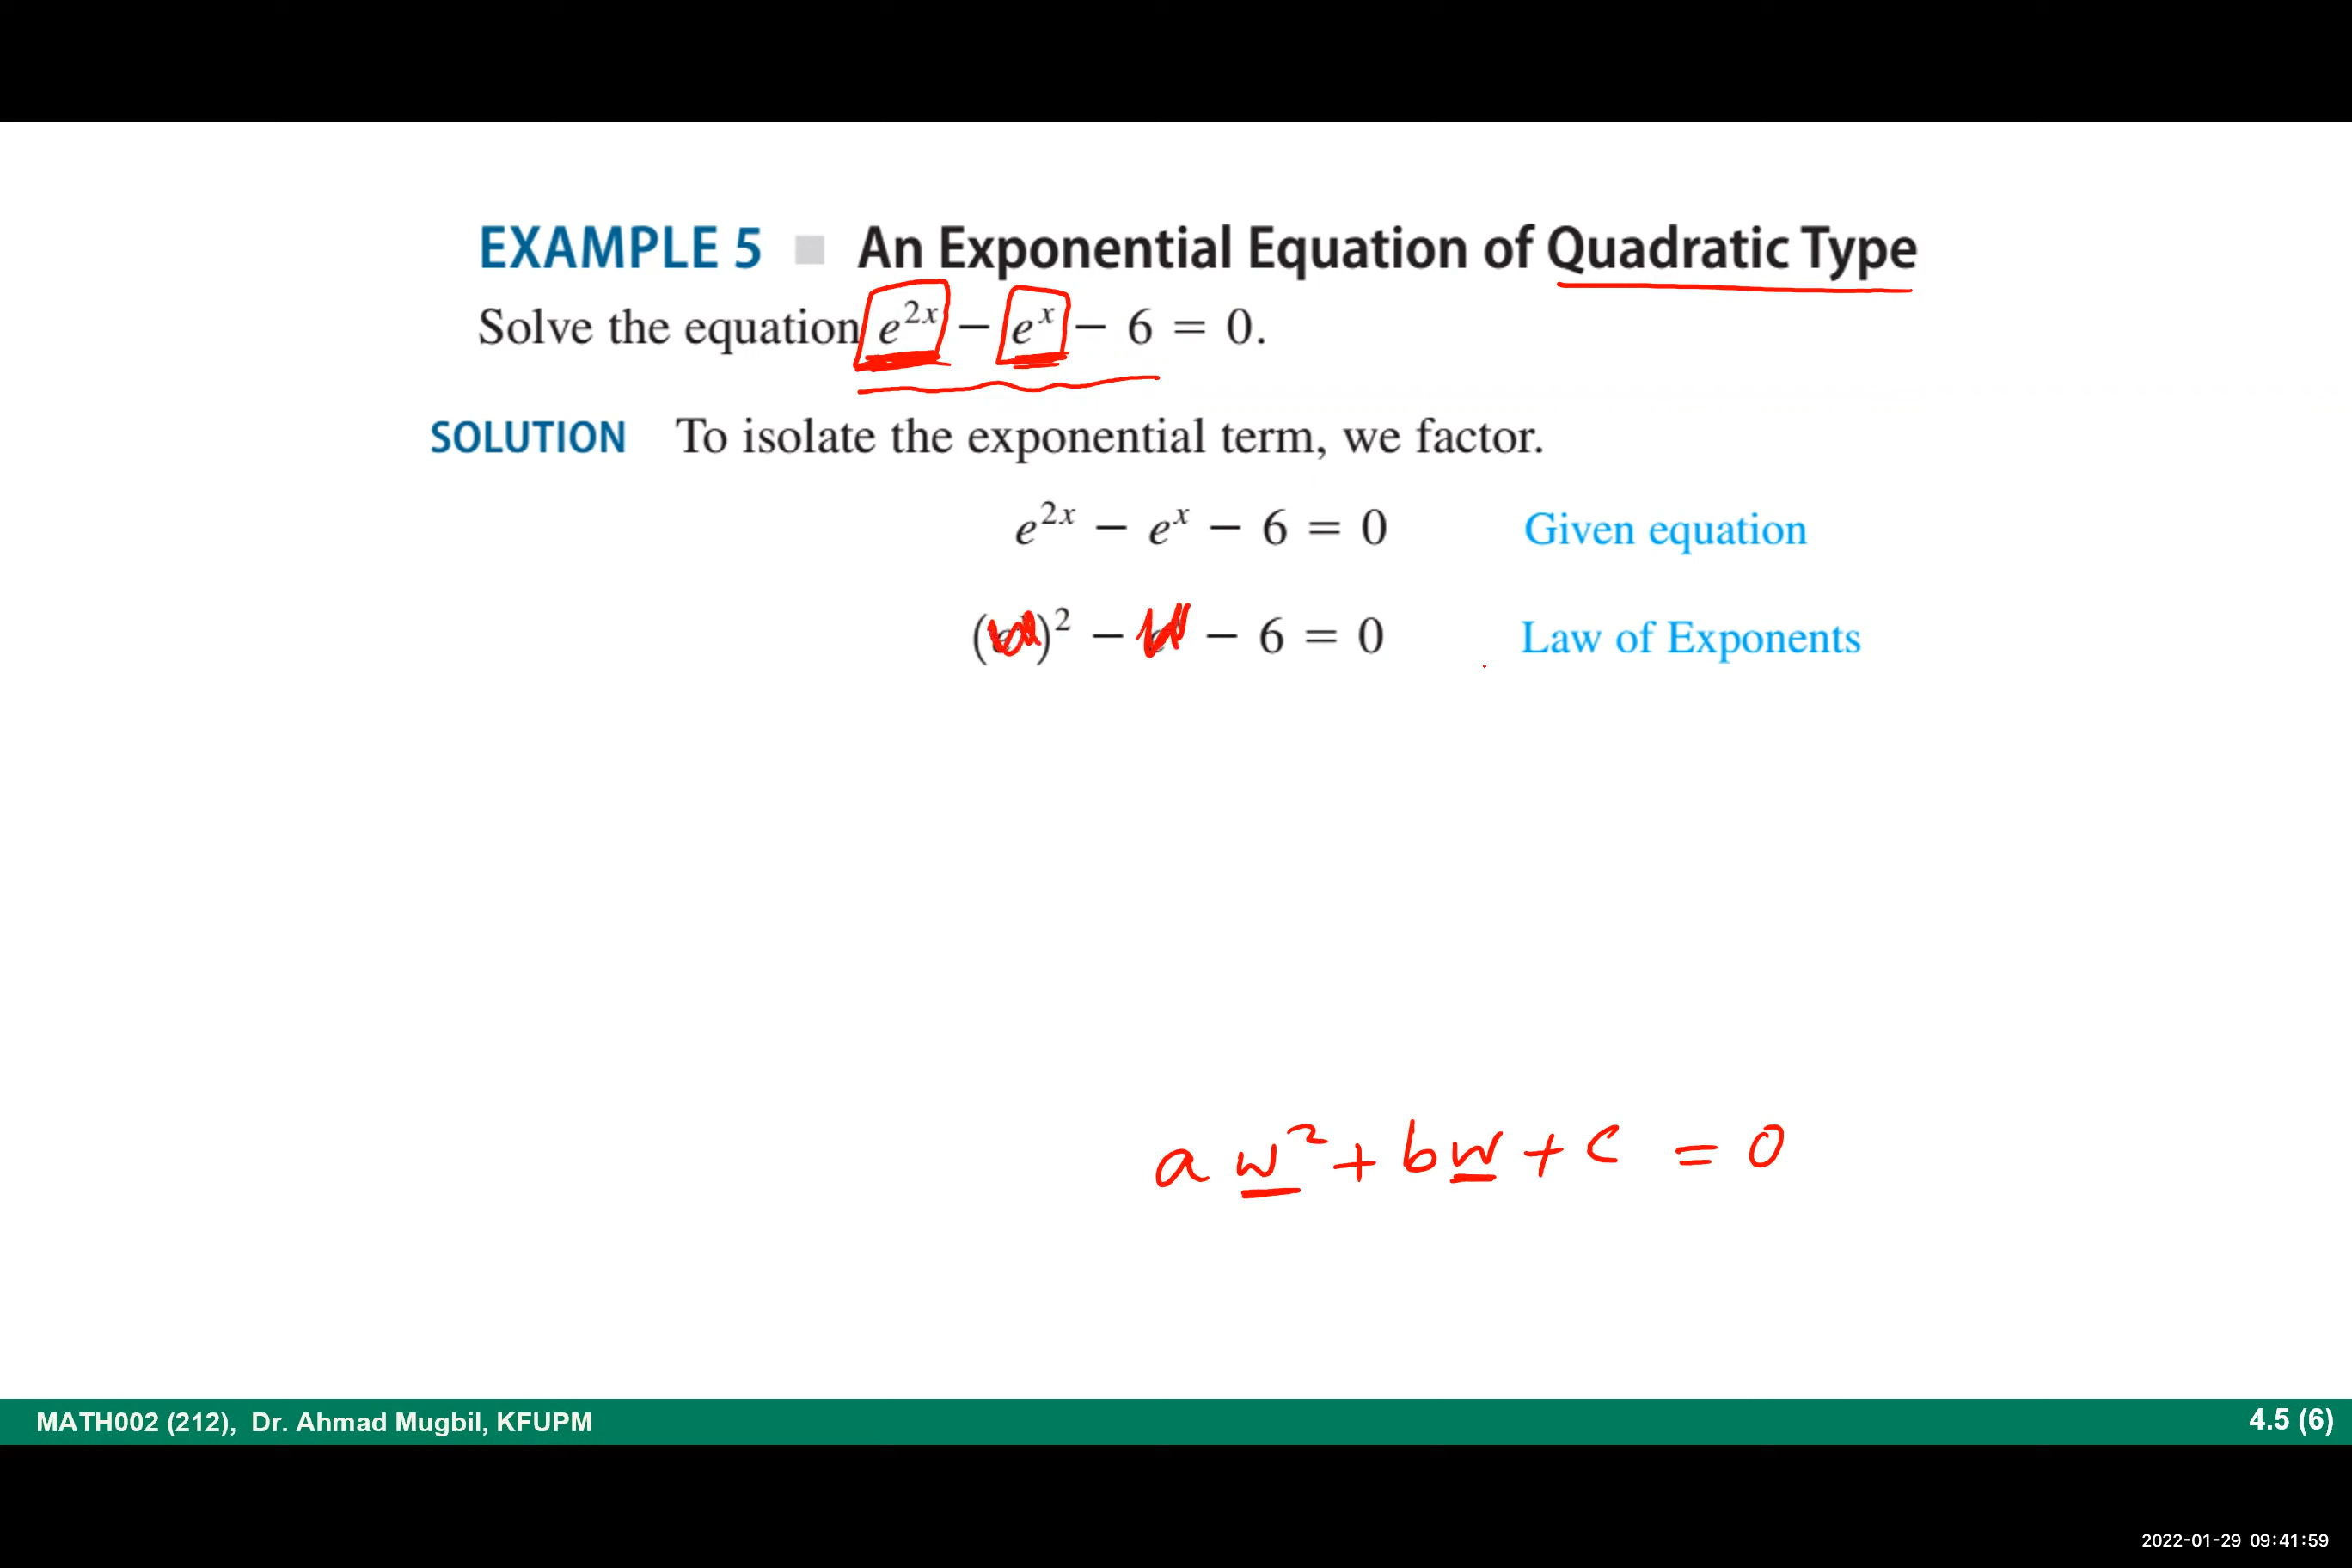 EXAMPLE 5 ■ An Exponential Equation of Quadratic Type
Solve the equation e^{2x} − e^x − 6 = 0.
SOLUTION To isolate the exponential term, we factor.
e^{2x} − e^x − 6 = 0 Given equation
(w)^2 − w − 6 = 0 Law of Exponents
a w^2 + b w + c = 0
MATH002 (212), Dr. Ahmad Mugbil, KFUPM 4.5 (6)
2022-01-29 09:41:59